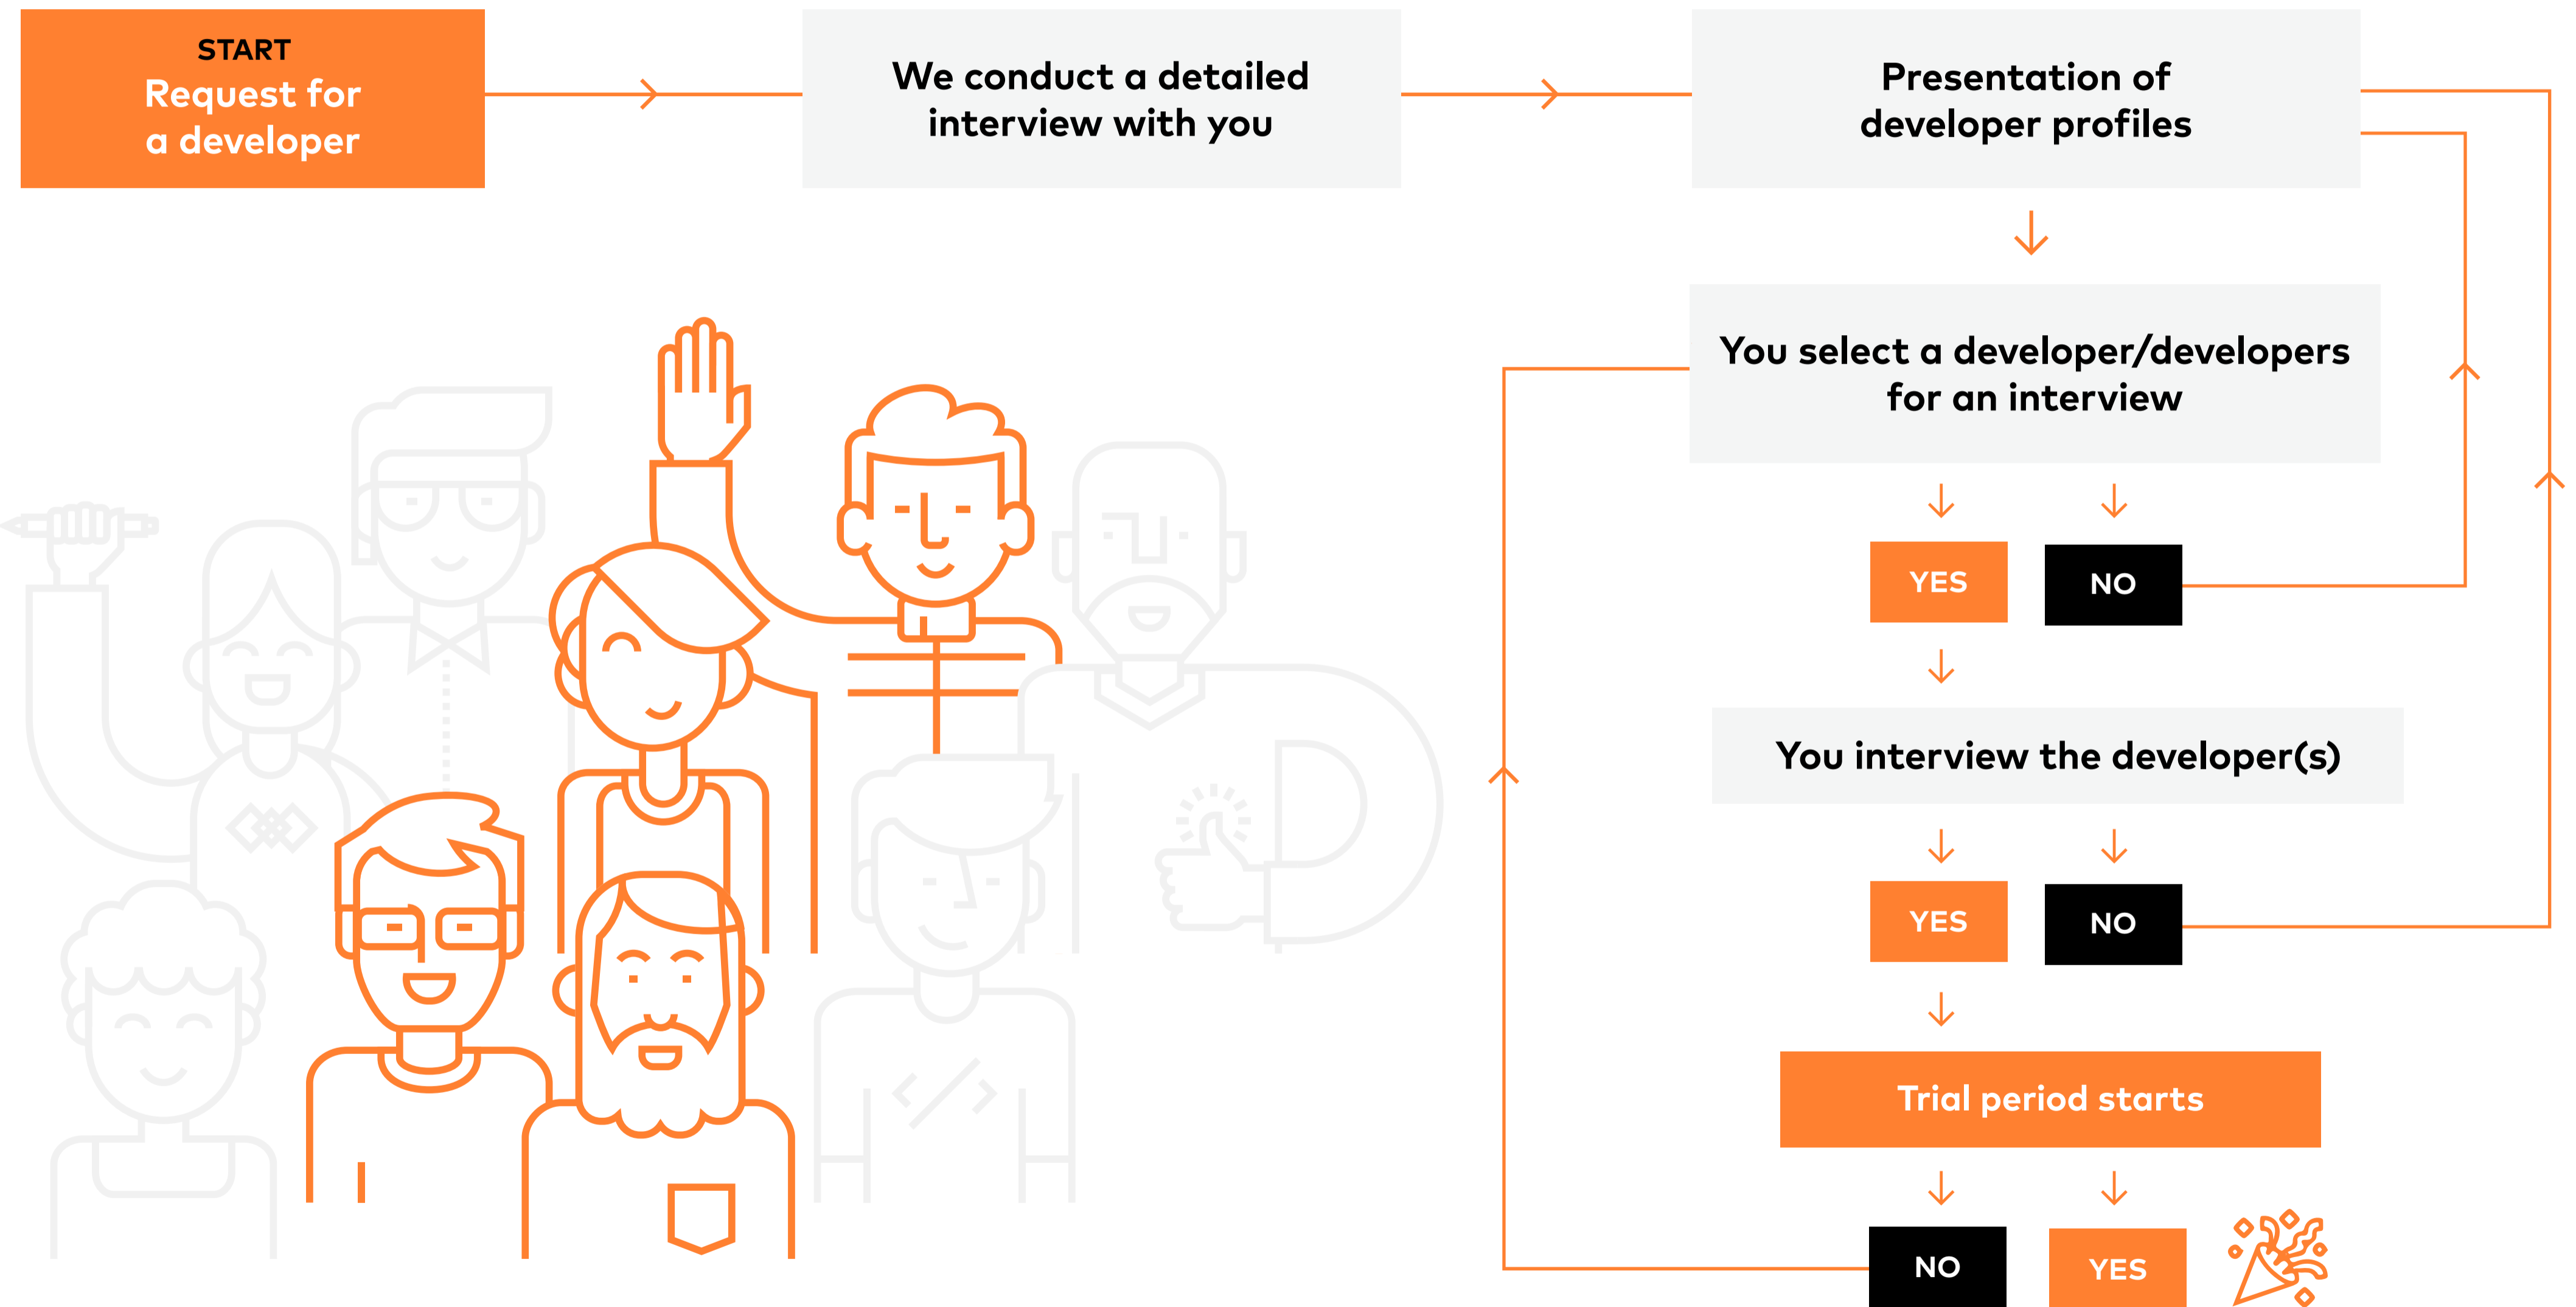 START
Request for
a developer
We conduct a detailed
interview with you
Presentation of
developer profiles
You select a developer/developers
for an interview
YES
NO
You interview the developer(s)
YES
NO
Trial period starts
NO
YES